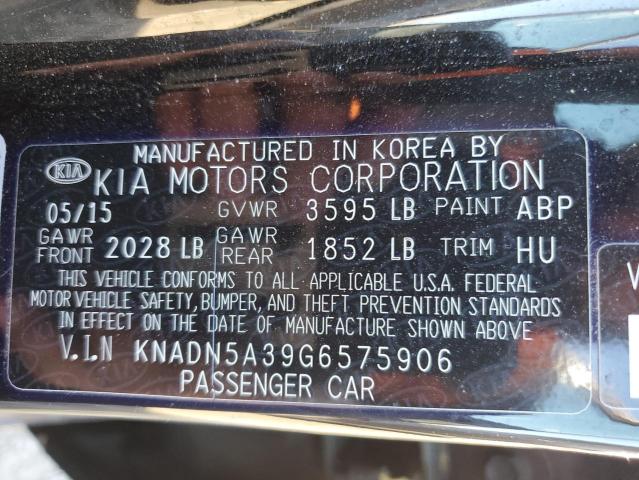 MANUFACTURED IN KOREA BY
KIA KIA MOTORS CORPORATION
05/15 GVWR 3595 LB PAINT ABP
GAWR FRONT 2028 LB GAWR REAR 1852 LB TRIM HU
THIS VEHICLE CONFORMS TO ALL APPLICABLE U.S.A. FEDERAL
MOTOR VEHICLE SAFETY, BUMPER, AND THEFT PREVENTION STANDARDS
IN EFFECT ON THE DATE OF MANUFACTURE SHOWN ABOVE
V.I.N KNADN5A39G6575906
PASSENGER CAR
V